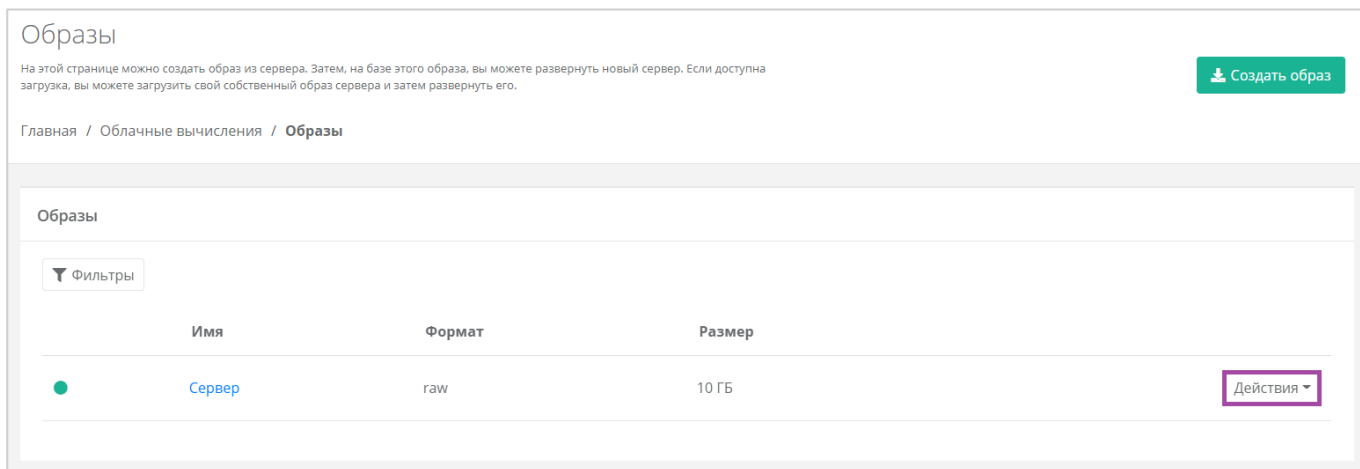 Образы
На этой странице можно создать образ из сервера. Затем, на базе этого образа, вы можете развернуть новый сервер. Если доступна
загрузка, вы можете загрузить свой собственный образ сервера и затем развернуть его.
Создать образ
Главная / Облачные вычисления / Образы
Образы
Фильтры
Имя Формат Размер
Сервер raw 10 ГБ Действия